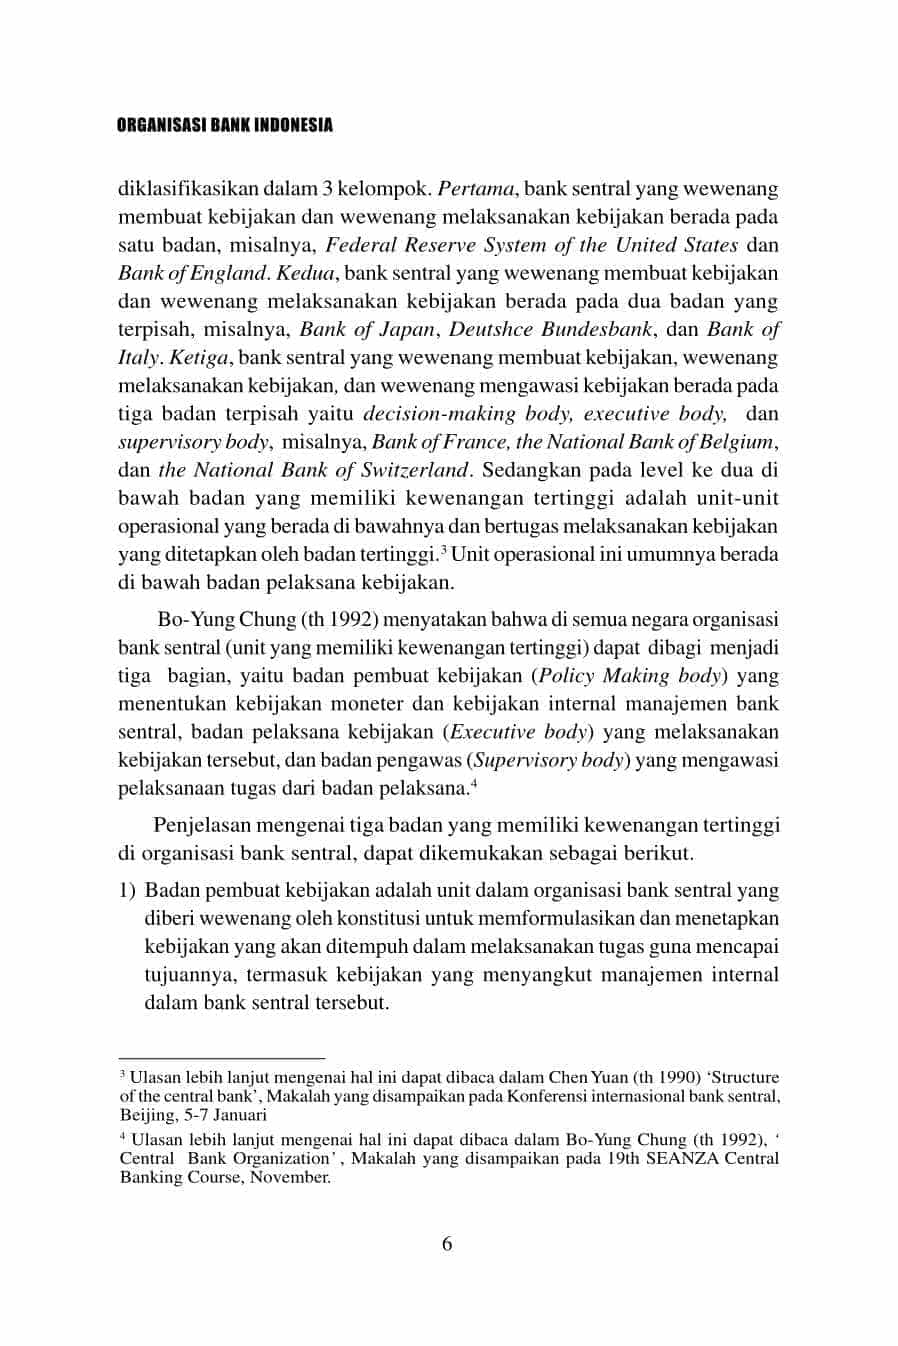 ORGANISASI BANK INDONESIA
diklasifikasikan dalam 3 kelompok. Pertama, bank sentral yang wewenang
membuat kebijakan dan wewenang melaksanakan kebijakan berada pada
satu badan, misalnya, Federal Reserve System of the United States dan
Bank of England. Kedua, bank sentral yang wewenang membuat kebijakan
dan wewenang melaksanakan kebijakan berada pada dua badan yang
terpisah, misalnya, Bank of Japan, Deutshce Bundesbank, dan Bank of
Italy. Ketiga, bank sentral yang wewenang membuat kebijakan, wewenang
melaksanakan kebijakan, dan wewenang mengawasi kebijakan berada pada
tiga badan terpisah yaitu decision-making body, executive body, dan
supervisory body, misalnya, Bank of France, the National Bank of Belgium,
dan the National Bank of Switzerland. Sedangkan pada level ke dua di
bawah badan yang memiliki kewenangan tertinggi adalah unit-unit
operasional yang berada di bawahnya dan bertugas melaksanakan kebijakan
yang ditetapkan oleh badan tertinggi.³ Unit operasional ini umumnya berada
di bawah badan pelaksana kebijakan.
Bo-Yung Chung (th 1992) menyatakan bahwa di semua negara organisasi
bank sentral (unit yang memiliki kewenangan tertinggi) dapat dibagi menjadi
tiga bagian, yaitu badan pembuat kebijakan (Policy Making body) yang
menentukan kebijakan moneter dan kebijakan internal manajemen bank
sentral, badan pelaksana kebijakan (Executive body) yang melaksanakan
kebijakan tersebut, dan badan pengawas (Supervisory body) yang mengawasi
pelaksanaan tugas dari badan pelaksana.⁴
Penjelasan mengenai tiga badan yang memiliki kewenangan tertinggi
di organisasi bank sentral, dapat dikemukakan sebagai berikut.
1) Badan pembuat kebijakan adalah unit dalam organisasi bank sentral yang
diberi wewenang oleh konstitusi untuk memformulasikan dan menetapkan
kebijakan yang akan ditempuh dalam melaksanakan tugas guna mencapai
tujuannya, termasuk kebijakan yang menyangkut manajemen internal
dalam bank sentral tersebut.
³ Ulasan lebih lanjut mengenai hal ini dapat dibaca dalam Chen Yuan (th 1990) ‘Structure
of the central bank’, Makalah yang disampaikan pada Konferensi internasional bank sentral,
Beijing, 5-7 Januari
⁴ Ulasan lebih lanjut mengenai hal ini dapat dibaca dalam Bo-Yung Chung (th 1992), ‘
Central Bank Organization’, Makalah yang disampaikan pada 19th SEANZA Central
Banking Course, November.
6